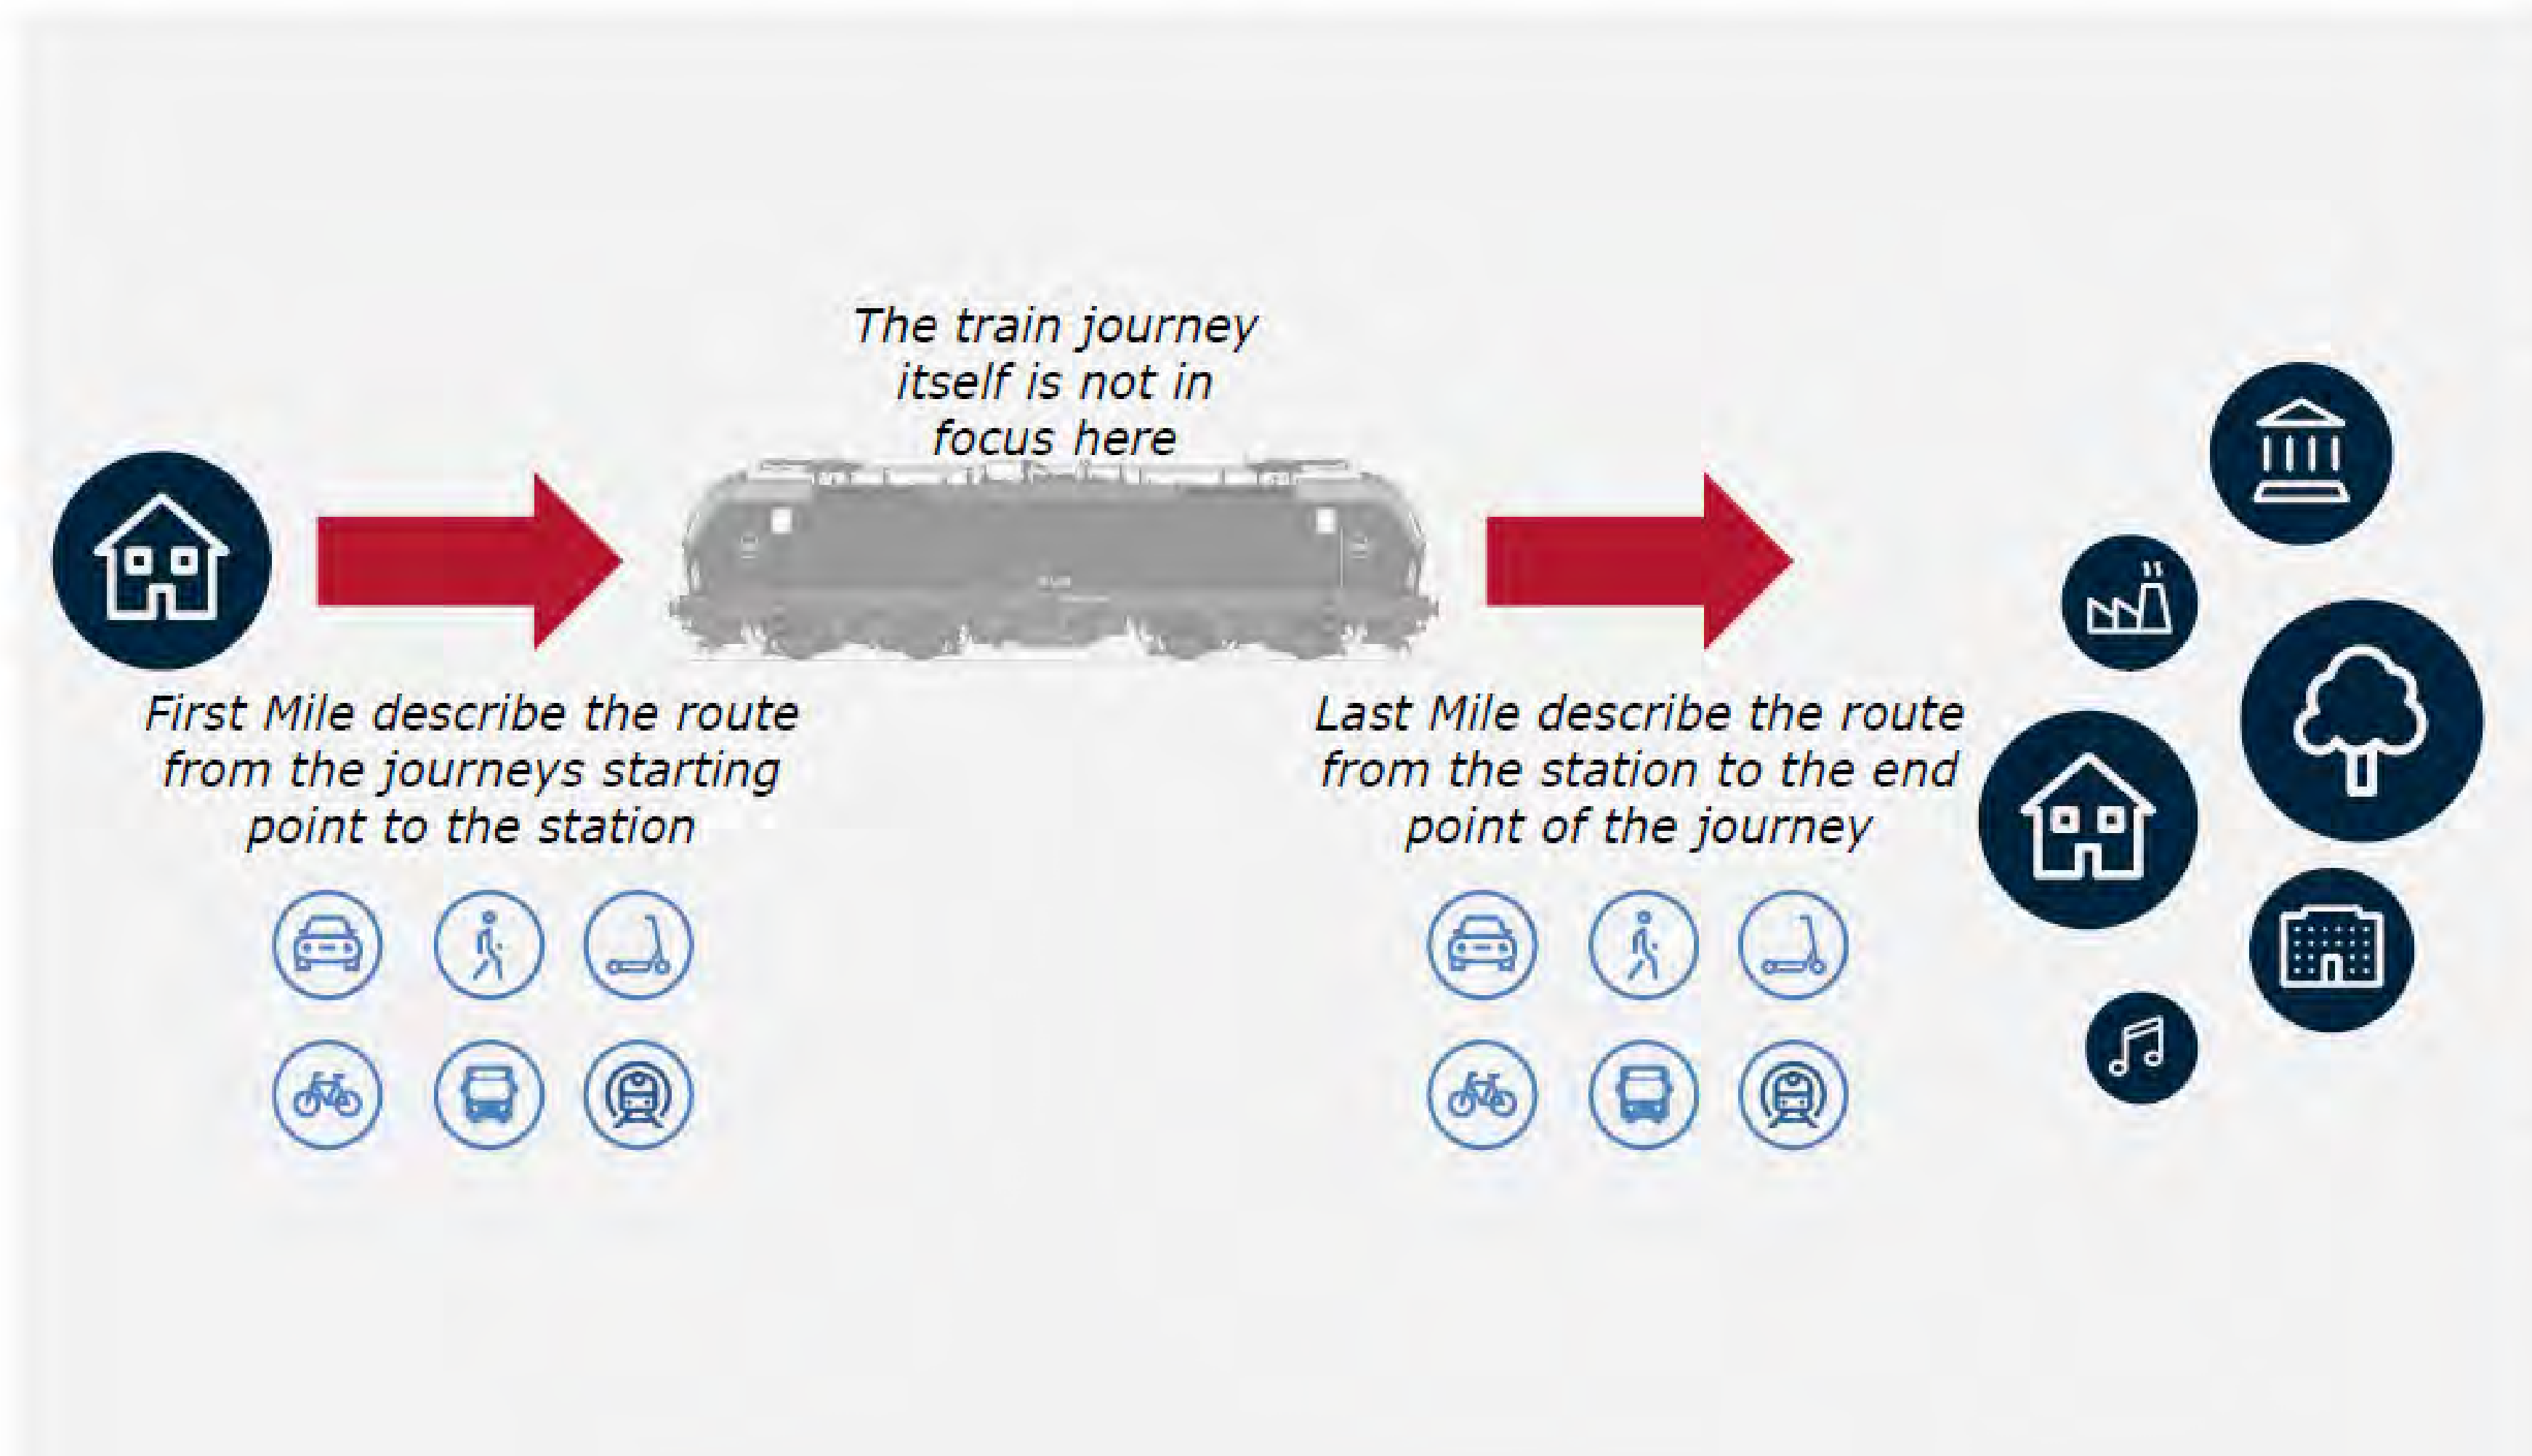 The train journey
itself is not in
focus here
First Mile describe the route
from the journeys starting
point to the station
Last Mile describe the route
from the station to the end
point of the journey